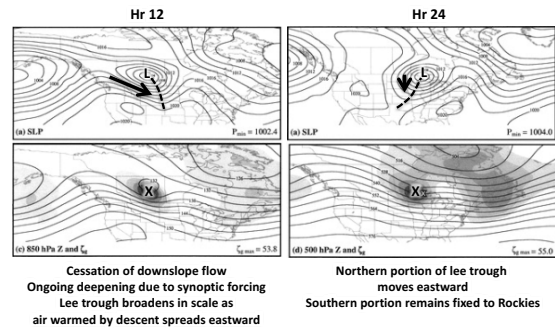 Hr 12
Hr 24
L
L
(a) SLP
Pmin = 1002.4
(a) SLP
Pmin = 1004.0
X
X
(c) 850 hPa Z and ζg
ζg max = 53.8
(d) 500 hPa Z and ζg
ζg max = 55.0
Cessation of downslope flow
Ongoing deepening due to synoptic forcing
Lee trough broadens in scale as
air warmed by descent spreads eastward
Northern portion of lee trough
moves eastward
Southern portion remains fixed to Rockies